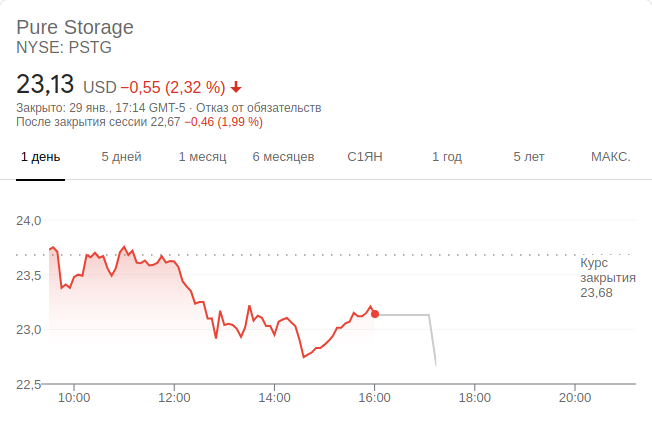 Pure Storage
NYSE: PSTG
23,13 USD −0,55 (2,32 %)
Закрыто: 29 янв., 17:14 GMT-5 · Отказ от обязательств
После закрытия сессии 22,67 −0,46 (1,99 %)
1 день 5 дней 1 месяц 6 месяцев С1ЯН 1 год 5 лет МАКС.
24,0
Курс
закрытия
23,68
23,5
23,0
22,5
10:00 12:00 14:00 16:00 18:00 20:00